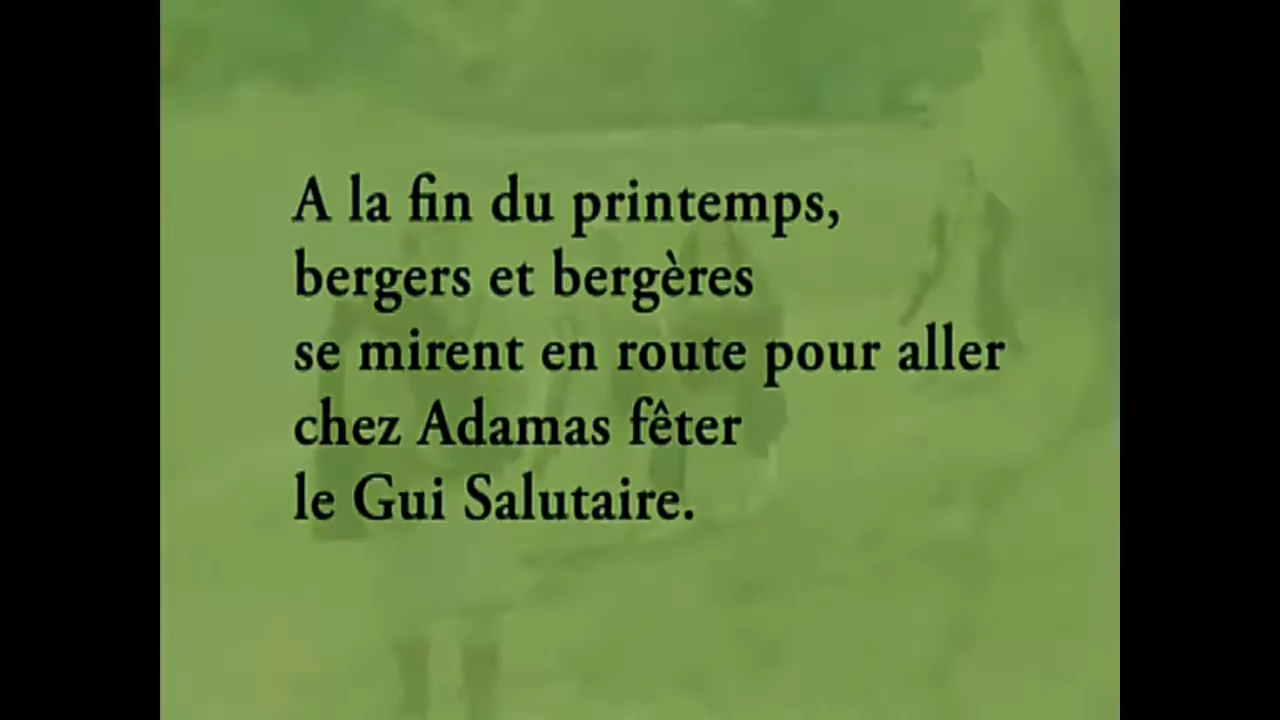 A la fin du printemps,
bergers et bergères
se mirent en route pour aller
chez Adamas fêter
le Gui Salutaire.